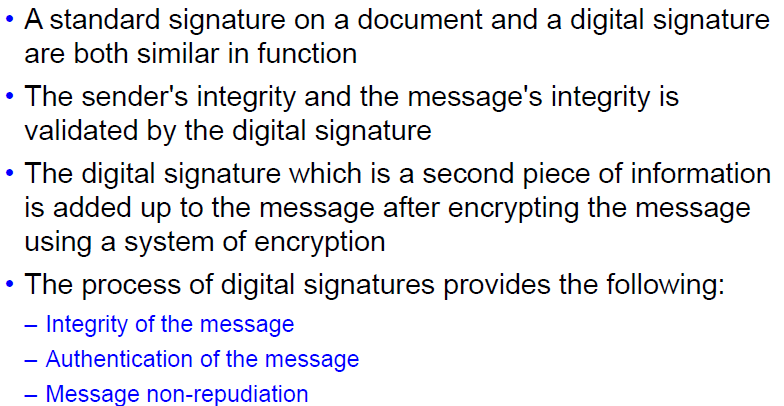 • A standard signature on a document and a digital signature
are both similar in function
• The sender's integrity and the message's integrity is
validated by the digital signature
• The digital signature which is a second piece of information
is added up to the message after encrypting the message
using a system of encryption
• The process of digital signatures provides the following:
– Integrity of the message
– Authentication of the message
– Message non-repudiation